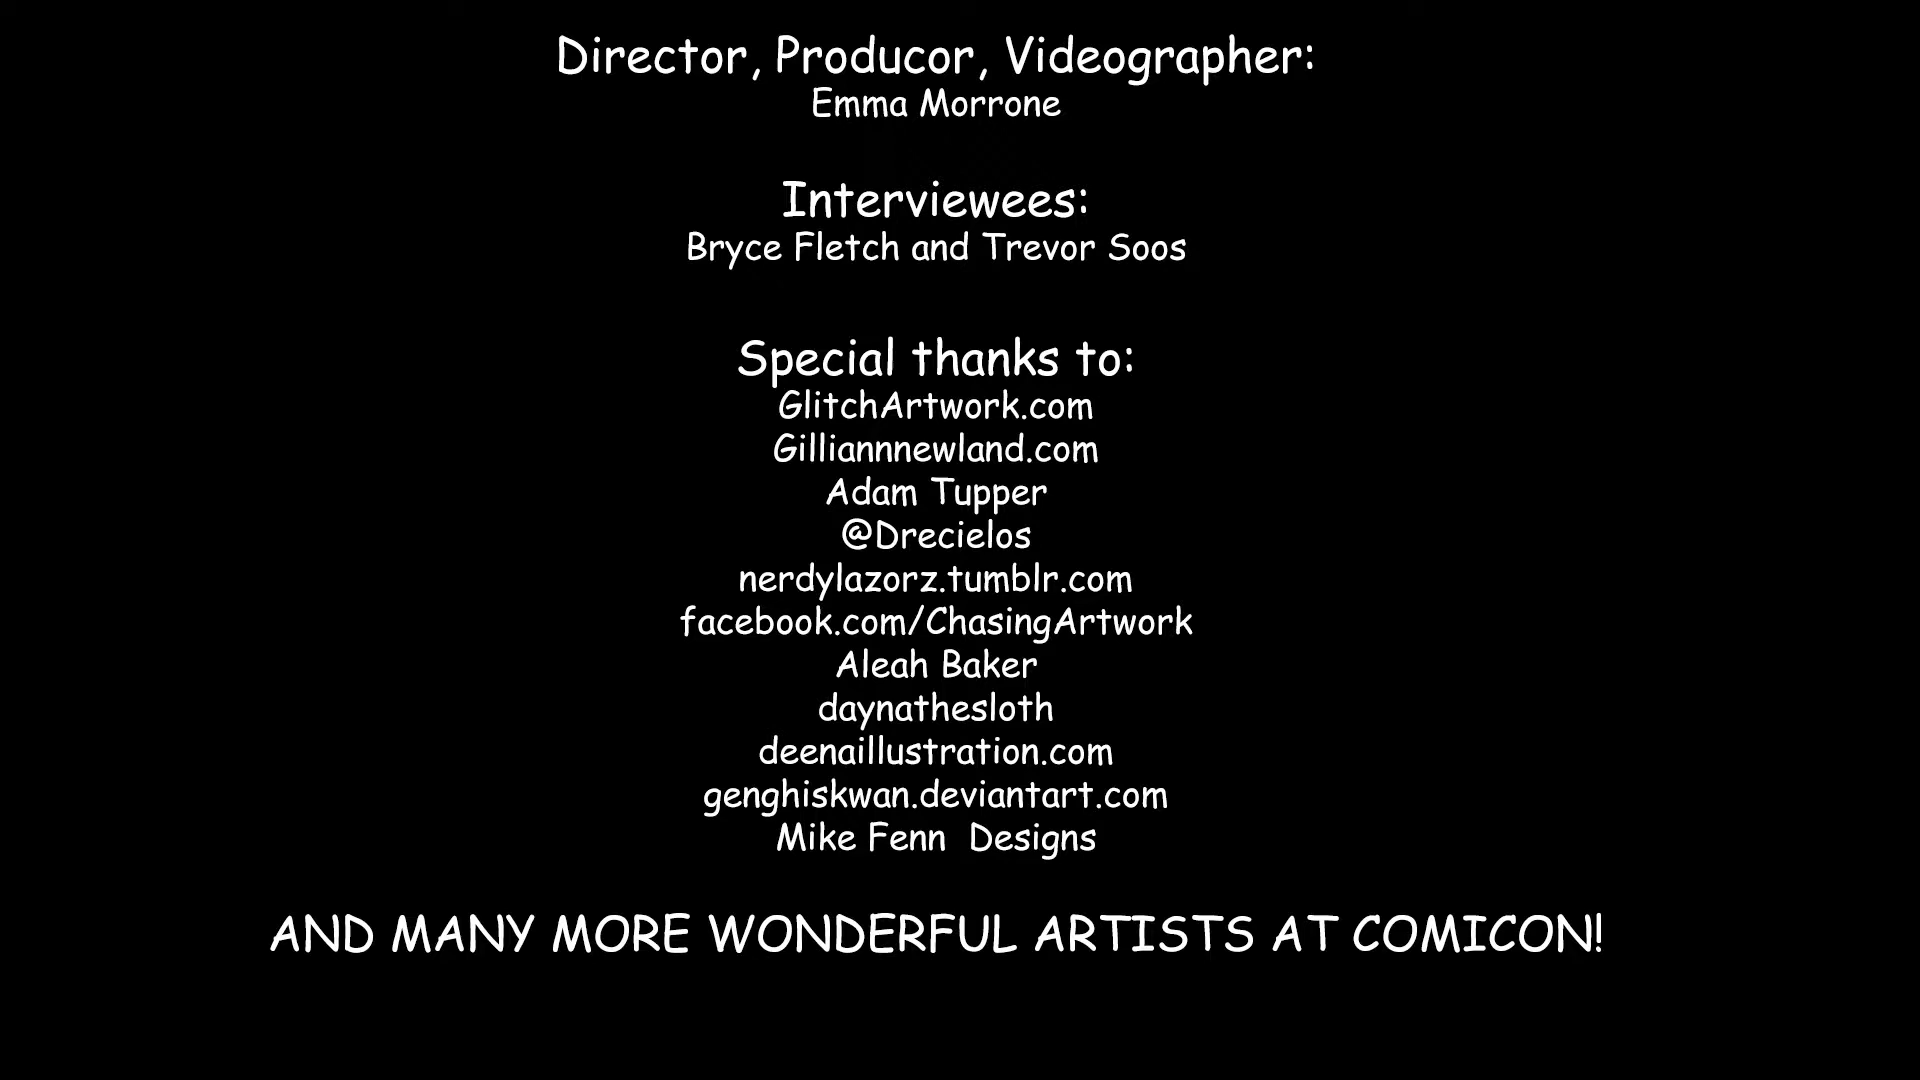 Director, Producor, Videographer:
Emma Morrone
Interviewees:
Bryce Fletch and Trevor Soos
Special thanks to:
GlitchArtwork.com
Gilliannnewland.com
Adam Tupper
@Drecielos
nerdylazorz.tumblr.com
facebook.com/ChasingArtwork
Aleah Baker
daynathesloth
deenaillustration.com
genghiskwan.deviantart.com
Mike Fenn  Designs
AND MANY MORE WONDERFUL ARTISTS AT COMICON!